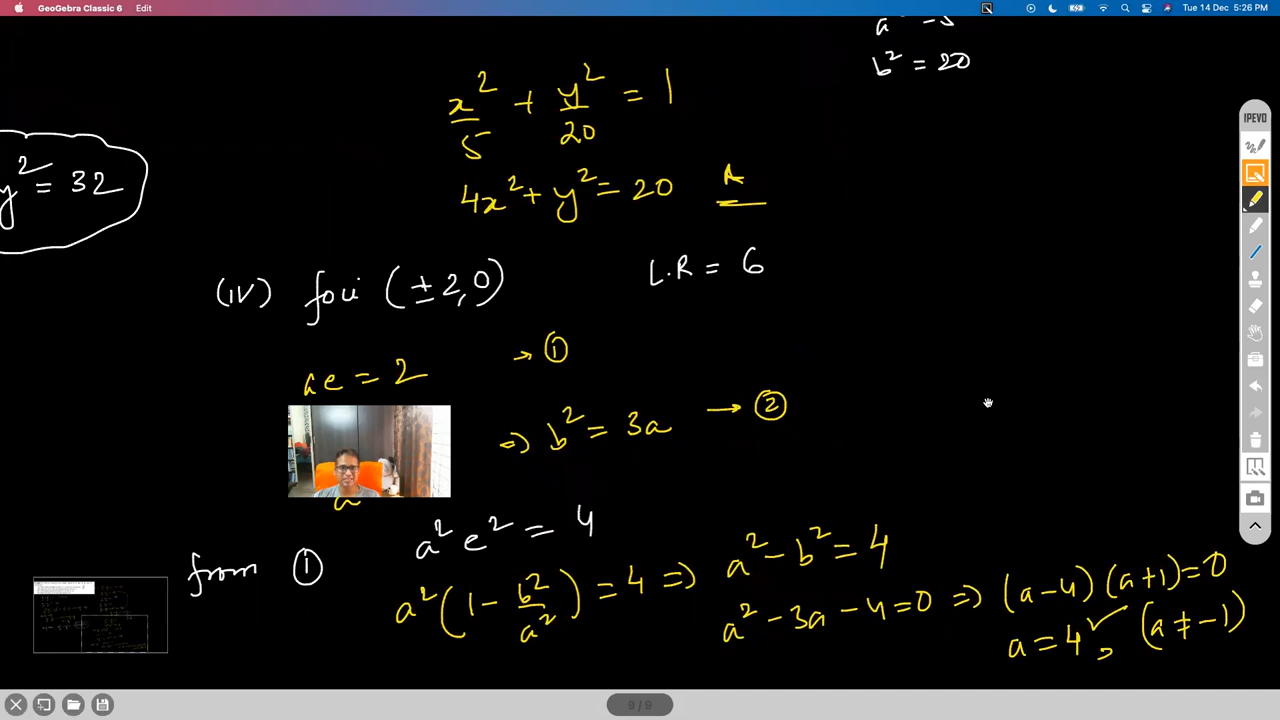 GeoGebra Classic 6 Edit Tue 14 Dec 5:26 PM
b² = 20
x²/5 + y²/20 = 1
y² = 32
4x² + y² = 20
(iv) foci (±2,0) L.R = 6
ae = 2 → ①
⇒ b² = 3a → ②
a
from ① a²e² = 4
a²(1 - b²/a²) = 4 ⇒ a² - b² = 4
a² - 3a - 4 = 0 ⇒ (a-4)(a+1) = 0
a = 4 ✓, (a ≠ -1)
IPEVO
9 / 9